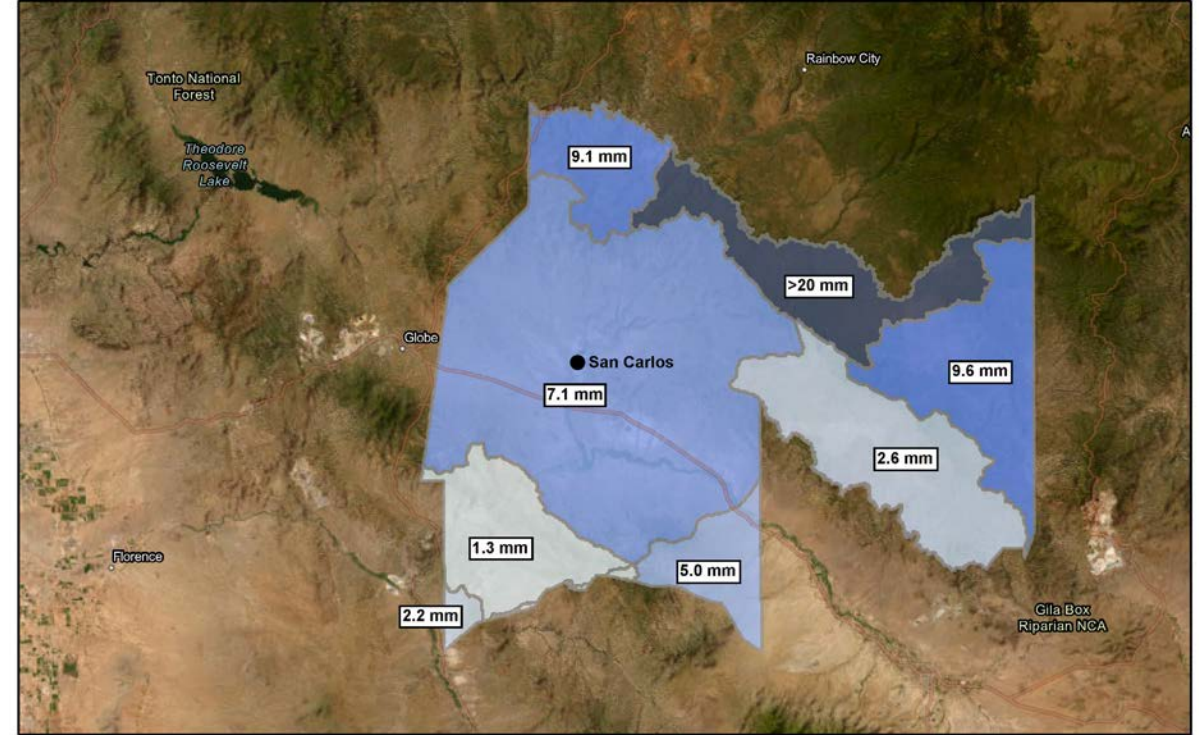 Rainbow City
Tonto National
Forest
A
Theodore
Roosevelt
Lake
9.1 mm
>20 mm
Globe
San Carlos
9.6 mm
7.1 mm
2.6 mm
1.3 mm
Florence
5.0 mm
2.2 mm
Gila Box
Riparian NCA